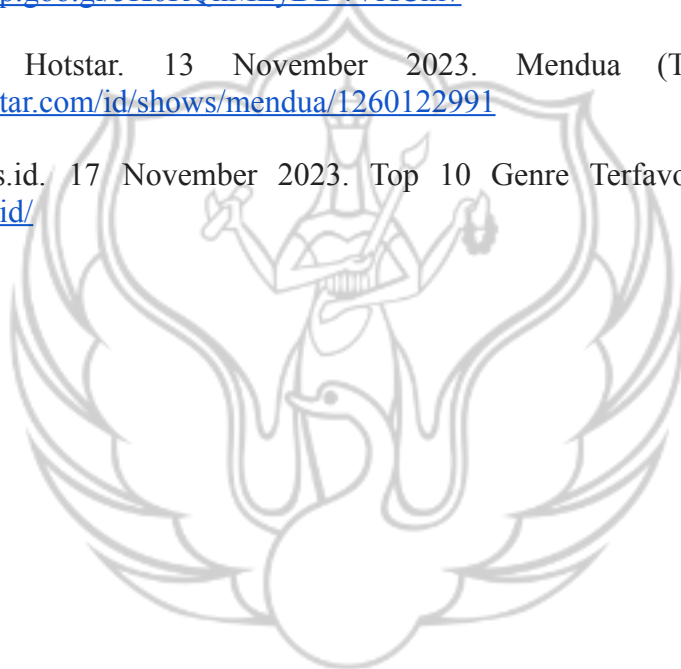 Hotstar. 13 November 2023. Mendua (T
tar.com/id/shows/mendua/1260122991
s.id. 17 November 2023. Top 10 Genre Terfavo
id/